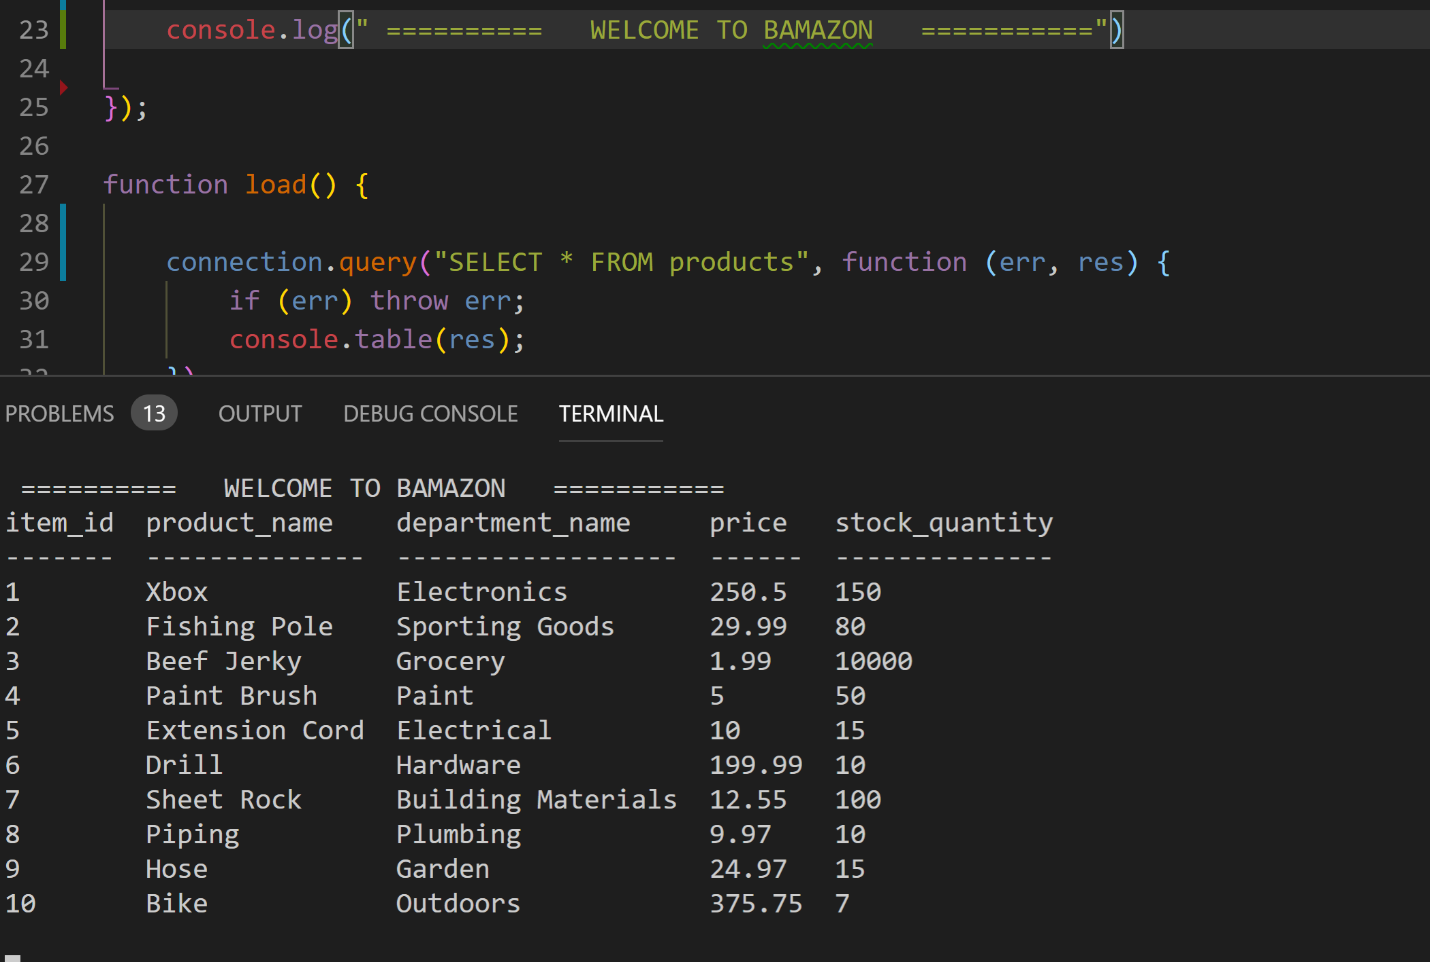 23 console.log(" ==========   WELCOME TO BAMAZON   ===========")
24
25 });
26
27 function load() {
28
29 connection.query("SELECT * FROM products", function (err, res) {
30 if (err) throw err;
31 console.table(res);
32 })
PROBLEMS 13 OUTPUT DEBUG CONSOLE TERMINAL
==========   WELCOME TO BAMAZON   ===========
item_id  product_name    department_name    price   stock_quantity
-------  --------------  ------------------  ------  --------------
1        Xbox            Electronics         250.5   150
2        Fishing Pole    Sporting Goods      29.99   80
3        Beef Jerky      Grocery             1.99    10000
4        Paint Brush     Paint               5       50
5        Extension Cord  Electrical          10      15
6        Drill           Hardware            199.99  10
7        Sheet Rock      Building Materials  12.55   100
8        Piping          Plumbing            9.97    10
9        Hose            Garden              24.97   15
10       Bike            Outdoors            375.75  7